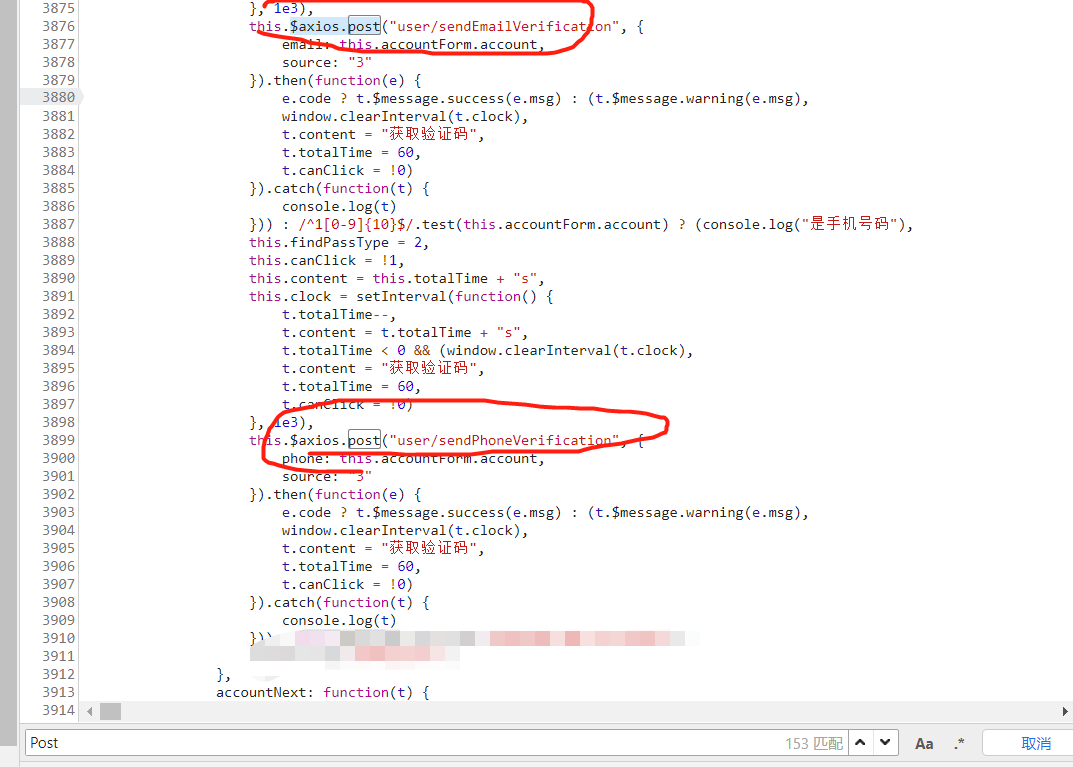 3875 }, 1e3),
3876 this.$axios.post("user/sendEmailVerification", {
3877 email: this.accountForm.account,
3878 source: "3"
3879 }).then(function(e) {
3880 e.code ? t.$message.success(e.msg) : (t.$message.warning(e.msg),
3881 window.clearInterval(t.clock),
3882 t.content = "获取验证码",
3883 t.totalTime = 60,
3884 t.canClick = !0)
3885 }).catch(function(t) {
3886 console.log(t)
3887 })) : /^1[0-9]{10}$/.test(this.accountForm.account) ? (console.log("是手机号码"),
3888 this.findPassType = 2,
3889 this.canClick = !1,
3890 this.content = this.totalTime + "s",
3891 this.clock = setInterval(function() {
3892 t.totalTime--,
3893 t.content = t.totalTime + "s",
3894 t.totalTime < 0 && (window.clearInterval(t.clock),
3895 t.content = "获取验证码",
3896 t.totalTime = 60,
3897 t.canClick = !0)
3898 }, 1e3),
3899 this.$axios.post("user/sendPhoneVerification", {
3900 phone: this.accountForm.account,
3901 source: "3"
3902 }).then(function(e) {
3903 e.code ? t.$message.success(e.msg) : (t.$message.warning(e.msg),
3904 window.clearInterval(t.clock),
3905 t.content = "获取验证码",
3906 t.totalTime = 60,
3907 t.canClick = !0)
3908 }).catch(function(t) {
3909 console.log(t)
3910 }))
3911
3912 },
3913 accountNext: function(t) {
3914
Post 153 匹配 Aa .* 取消